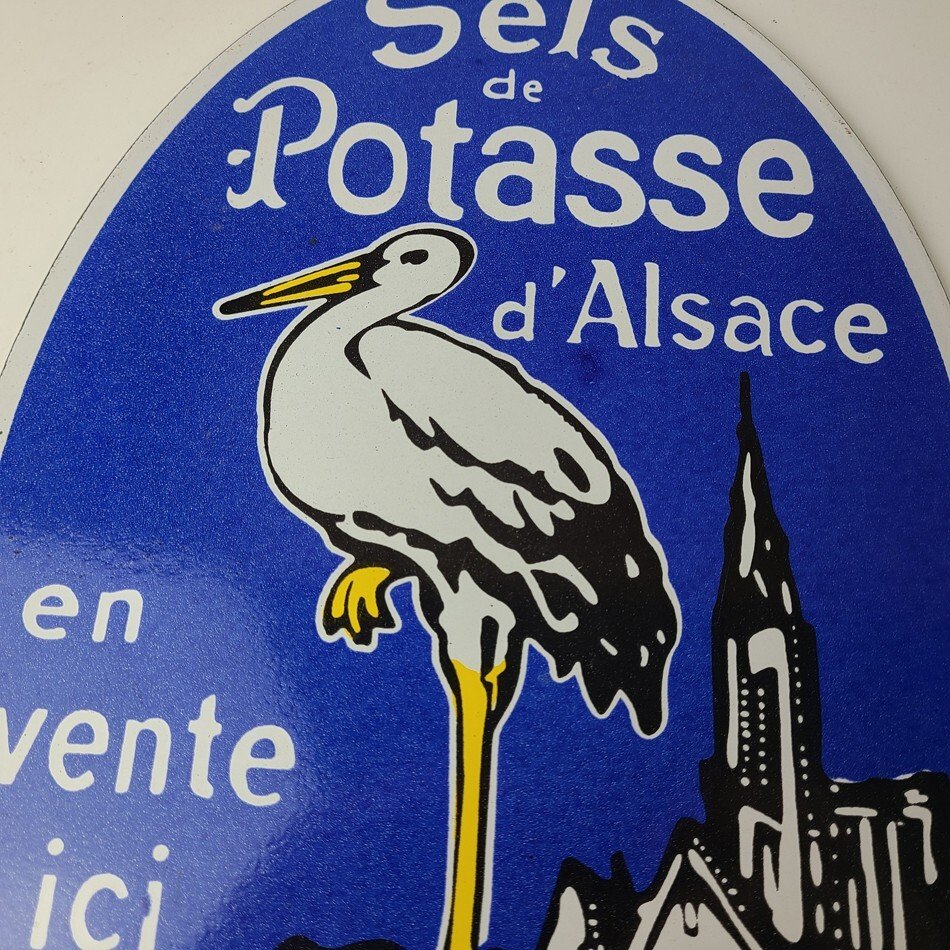 Sels
de
Potasse
d'Alsace
en
vente
ici